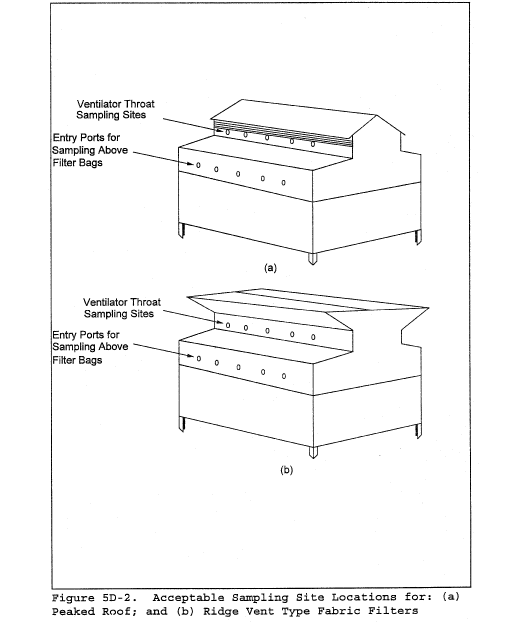 Ventilator Throat
Sampling Sites
Entry Ports for
Sampling Above
Filter Bags
(a)
Ventilator Throat
Sampling Sites
Entry Ports for
Sampling Above
Filter Bags
(b)
Figure 5D-2. Acceptable Sampling Site Locations for: (a)
Peaked Roof; and (b) Ridge Vent Type Fabric Filters